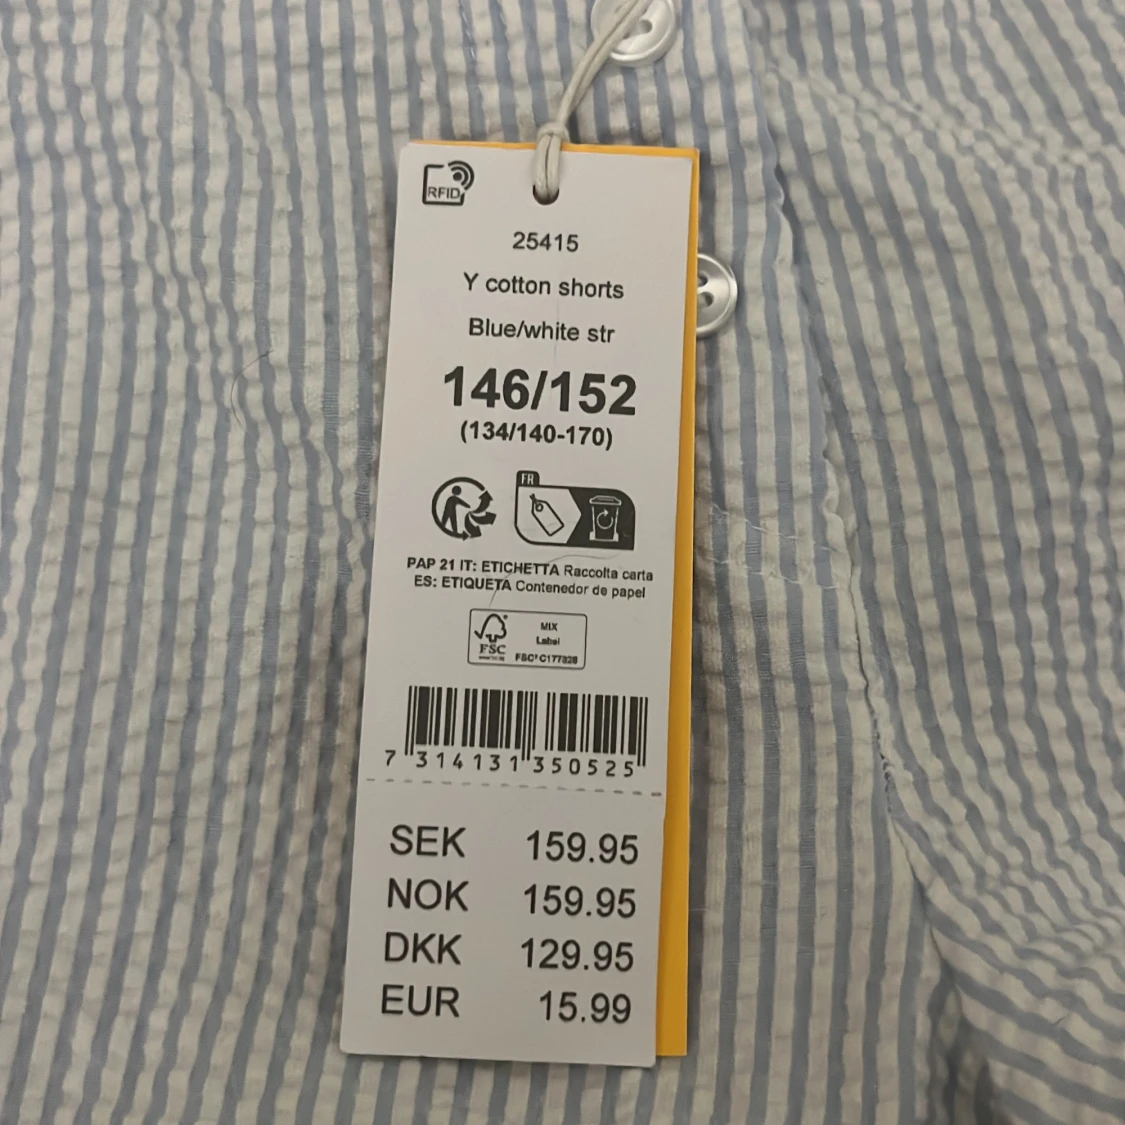 RFID
25415
Y cotton shorts
Blue/white str
146/152
(134/140-170)
FR
PAP 21 IT: ETICHETTA Raccolta carta
ES: ETIQUETA Contenedor de papel
MIX
Label
FSC
FSC® C177828
7 314131 350525
SEK 159.95
NOK 159.95
DKK 129.95
EUR 15.99